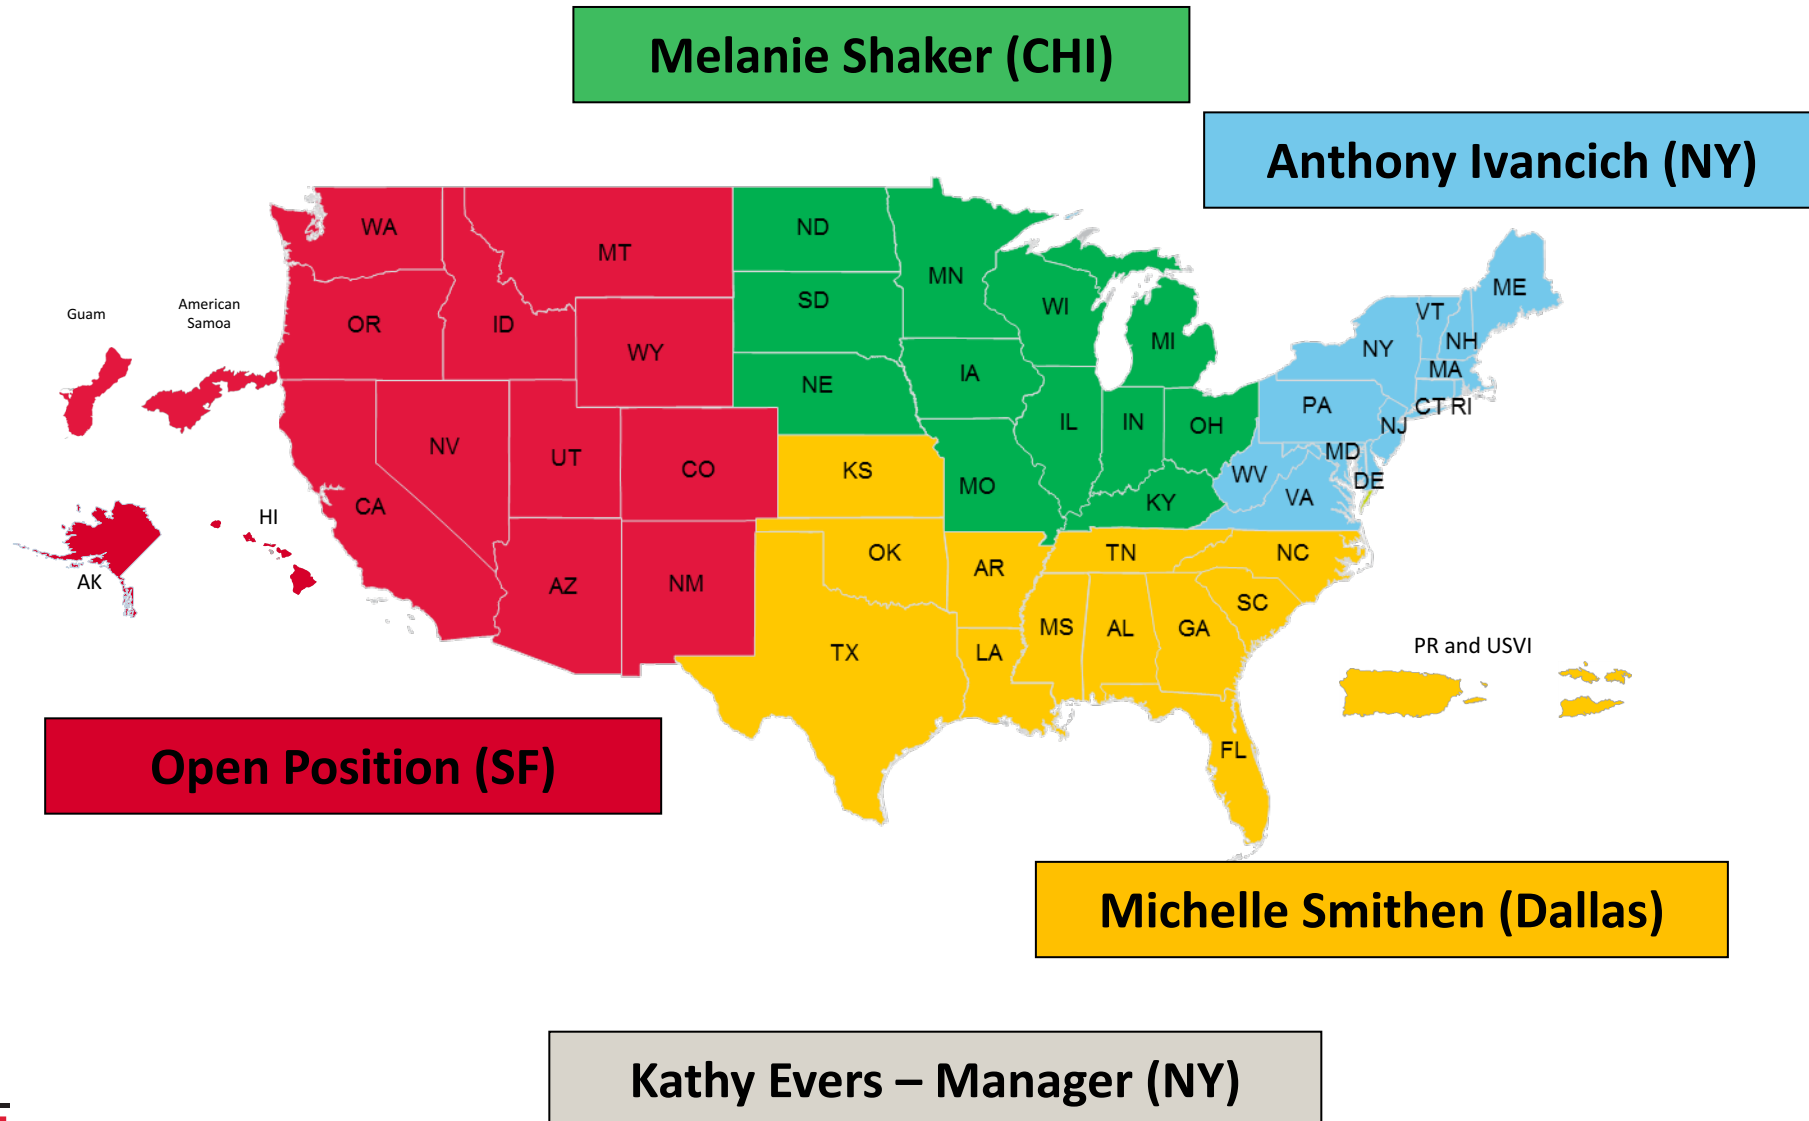 Melanie Shaker (CHI)
Anthony Ivancich (NY)
WA
MT
ND
MN
SD
WI
MI
ME
VT
NH
NY
MA
CT RI
Guam
American
Samoa
OR
ID
WY
NE
IA
IL
IN
OH
PA
NJ
MD
DE
WV
VA
NV
UT
CO
KS
MO
KY
CA
HI
AK
AZ
NM
OK
AR
TN
NC
SC
MS
AL
GA
TX
LA
FL
PR and USVI
Open Position (SF)
Michelle Smithen (Dallas)
Kathy Evers – Manager (NY)